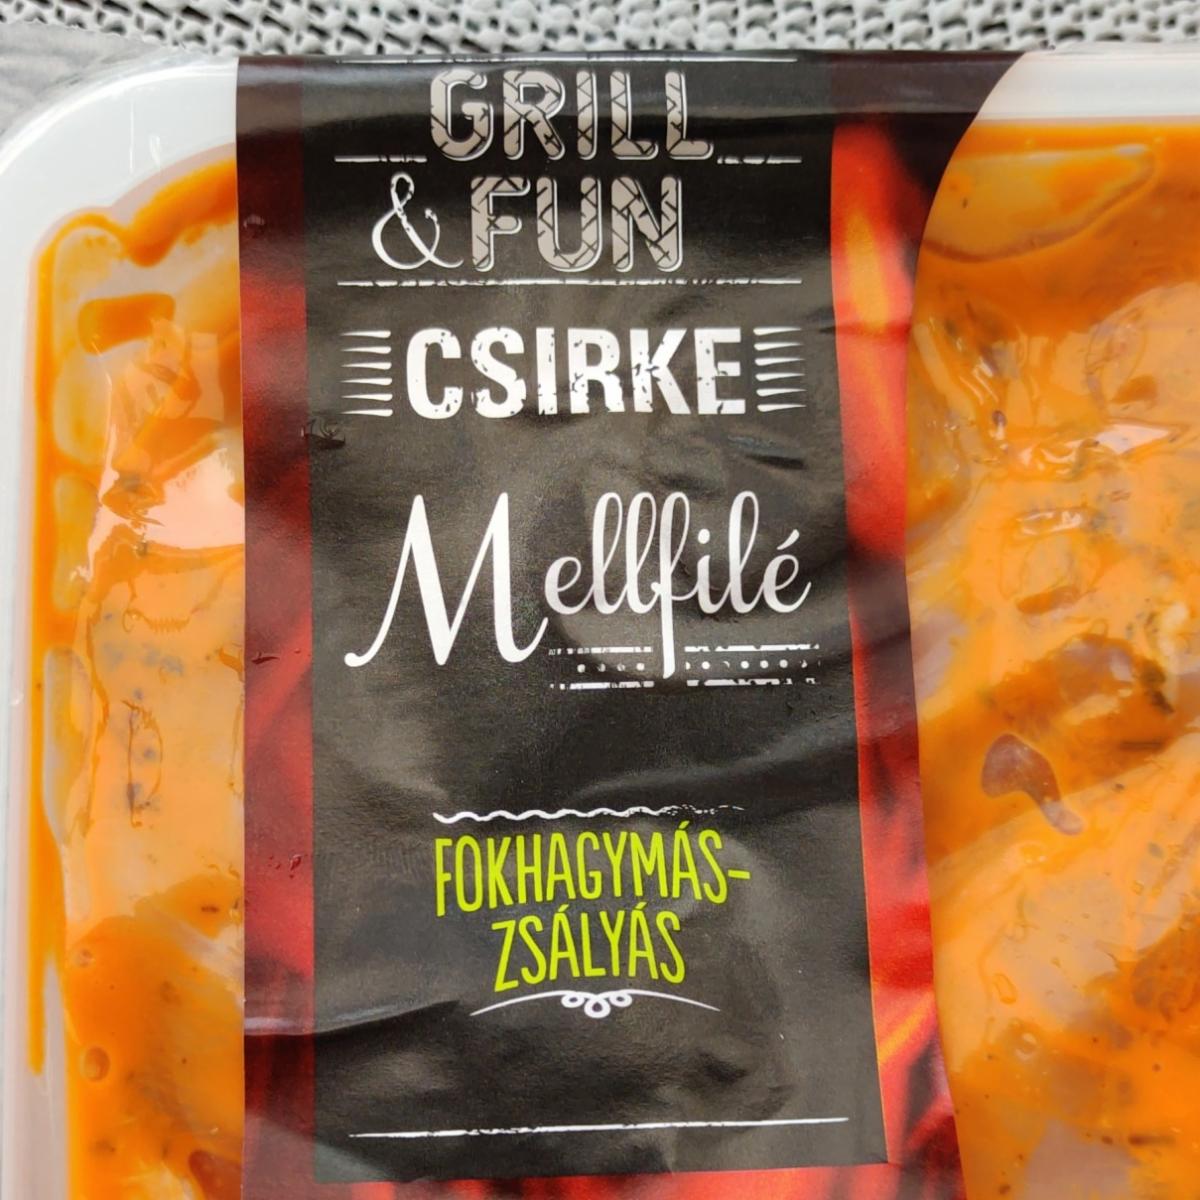 GRILL
& FUN
CSIRKE
Mellfilé
FOKHAGYMÁS-
ZSÁLYÁS